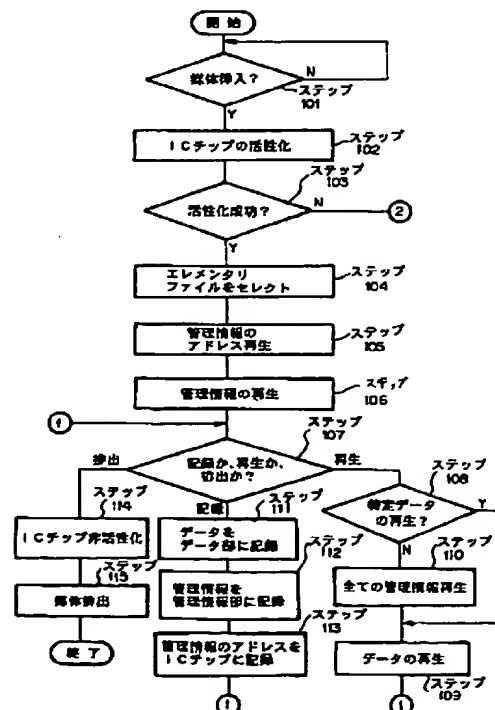 開始
媒体挿入?
N
ステップ
101
Y
ICチップの活性化
ステップ
102
ステップ
103
活性化成功?
N
2
Y
エレメンタリ
ファイルをセレクト
ステップ
104
管理情報の
アドレス再生
ステップ
105
管理情報の再生
ステップ
106
ステップ
107
排出
記録か、再生か、
排出か?
再生
ステップ
108
ステップ
114
記録
ステップ
111
特定データ
の再生?
Y
ICチップ非活性化
データを
データ部に記録
N
ステップ
110
ステップ
115
ステップ
112
媒体排出
管理情報を
管理情報部に記録
全ての管理情報再生
ステップ
113
終了
管理情報のアドレスを
ICチップに記録
データの再生
ステップ
109